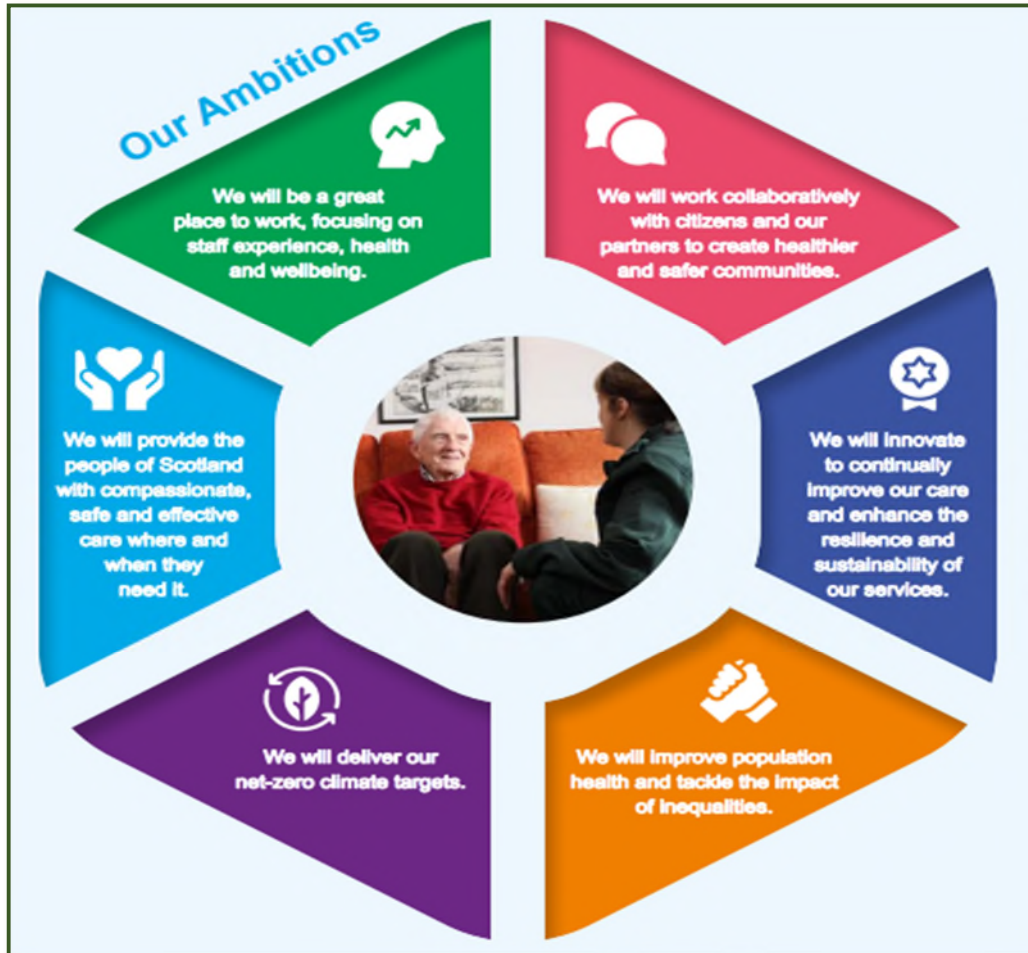 Our Ambitions
We will be a great
place to work, focusing on
staff experience, health
and wellbeing.
We will work collaboratively
with citizens and our
partners to create healthier
and safer communities.
We will provide the
people of Scotland
with compassionate,
safe and effective
care where and
when they
need it.
We will innovate
to continually
improve our care
and enhance the
resilience and
sustainability of
our services.
We will deliver our
net-zero climate targets.
We will improve population
health and tackle the impact
of inequalities.